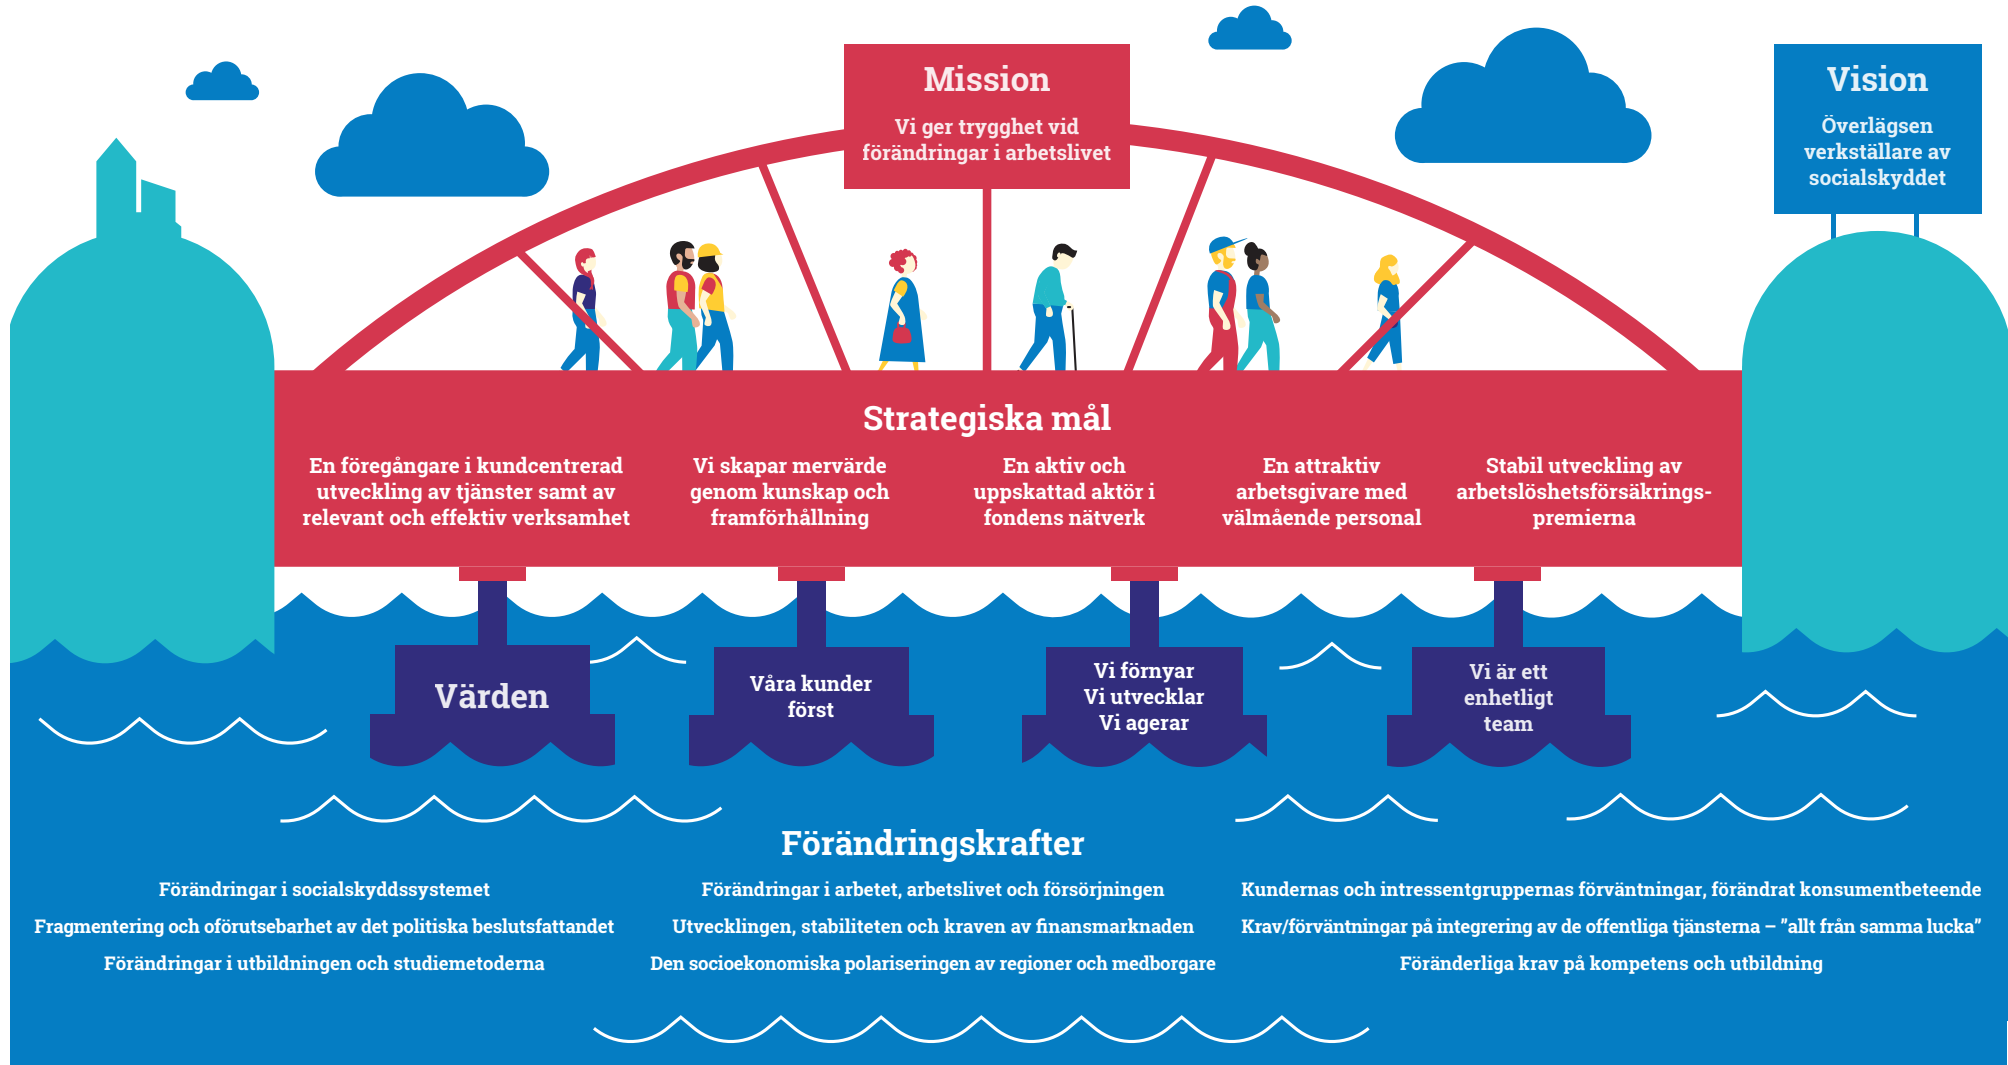 Mission
Vi ger trygghet vid
förändringar i arbetslivet
Vision
Överlägsen
verkställare av
socialskyddet
Strategiska mål
En föregångare i kundcentrerad
utveckling av tjänster samt av
relevant och effektiv verksamhet
Vi skapar mervärde
genom kunskap och
framförhållning
En aktiv och
uppskattad aktör i
fondens nätverk
En attraktiv
arbetsgivare med
välmående personal
Stabil utveckling av
arbetslöshetsförsäkrings-
premierna
Värden
Våra kunder
först
Vi förnyar
Vi utvecklar
Vi agerar
Vi är ett
enhetligt
team
Förändringskrafter
Förändringar i socialskyddssystemet
Fragmentering och oförutsebarhet av det politiska beslutsfattandet
Förändringar i utbildningen och studiemetoderna
Förändringar i arbetet, arbetslivet och försörjningen
Utvecklingen, stabiliteten och kraven av finansmarknaden
Den socioekonomiska polariseringen av regioner och medborgare
Kundernas och intressentgruppernas förväntningar, förändrat konsumentbeteende
Krav/förväntningar på integrering av de offentliga tjänsterna – ”allt från samma lucka”
Föränderliga krav på kompetens och utbildning